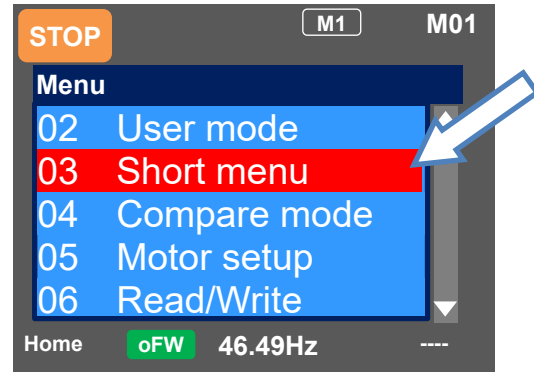 STOP M1 M01
Menu
02 User mode
03 Short menu
04 Compare mode
05 Motor setup
06 Read/Write
Home oFW 46.49Hz ----